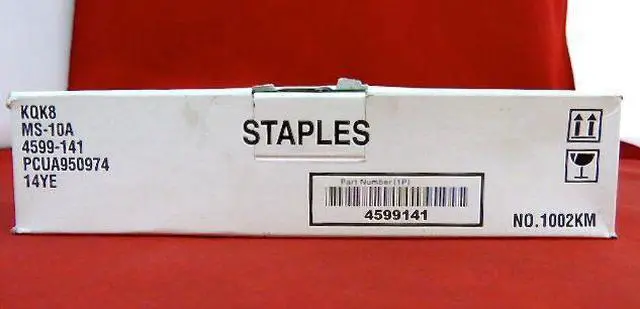 KQK8
MS-10A
4599-141
PCUA950974
14YE
STAPLES
Part Number (1P)
4599141
NO.1002KM